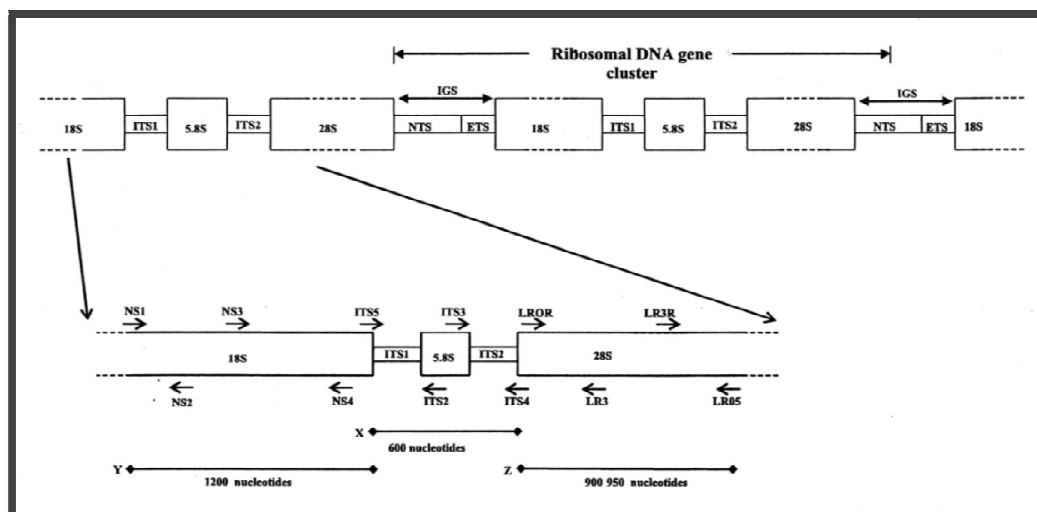 Ribosomal DNA gene
cluster
IGS
IGS
18S ITS1 5.8S ITS2 28S NTS ETS 18S ITS1 5.8S ITS2 28S NTS ETS 18S
NS1 NS3 ITS5 ITS3 LROR LR3R
18S ITS1 5.8S ITS2 28S
NS2 NS4 ITS2 ITS4 LR3 LR05
X
600 nucleotides
Y
1200 nucleotides
Z
900 950 nucleotides